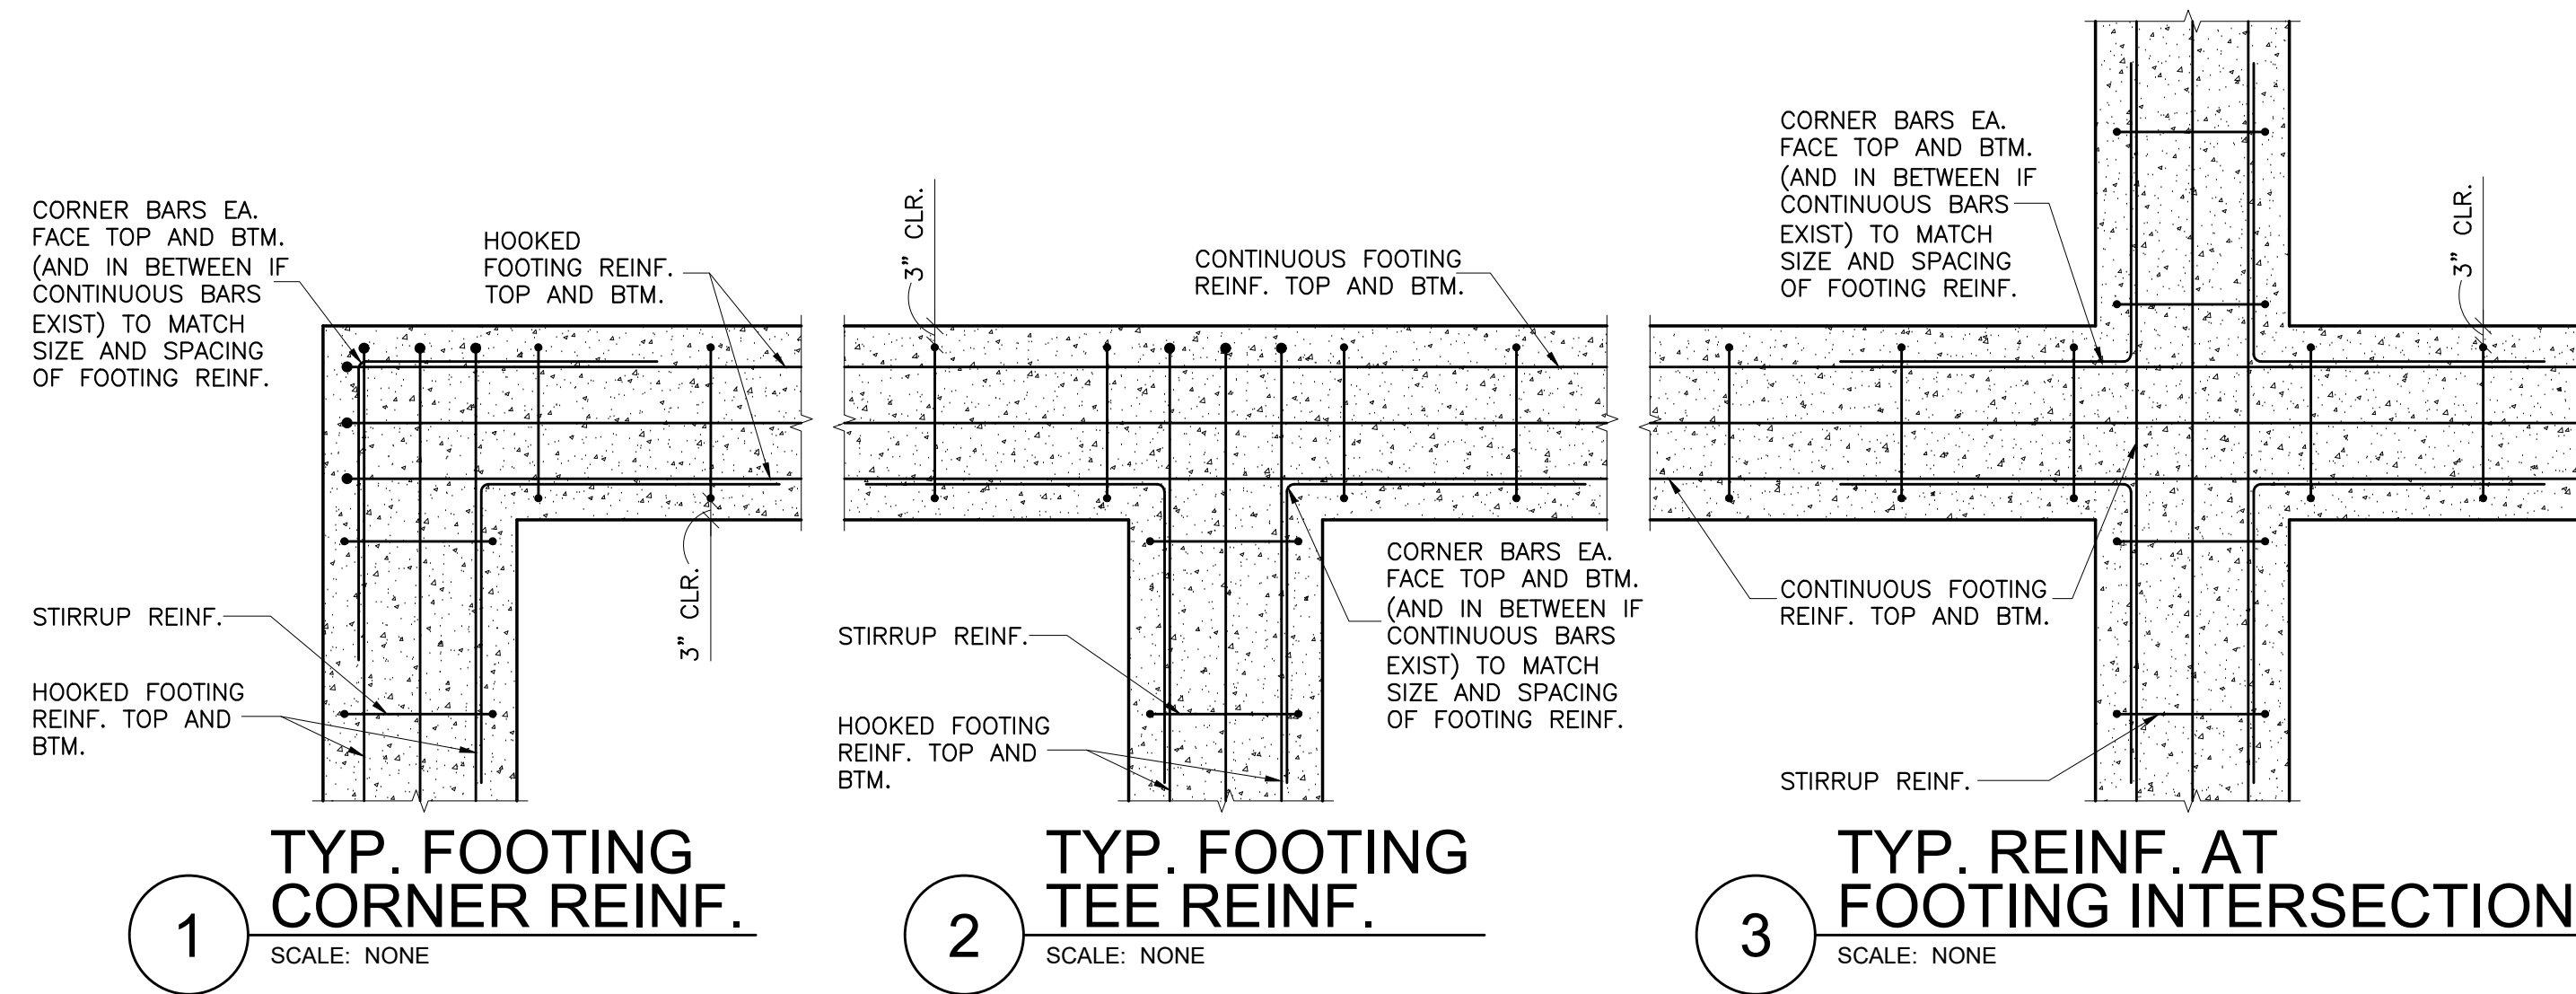 CORNER BARS EA.
FACE TOP AND BTM.
(AND IN BETWEEN IF
CONTINUOUS BARS
EXIST) TO MATCH
SIZE AND SPACING
OF FOOTING REINF.
HOOKED
FOOTING REINF.
TOP AND BTM.
3" CLR.
STIRRUP REINF.
HOOKED FOOTING
REINF. TOP AND
BTM.
1
TYP. FOOTING
CORNER REINF.
SCALE: NONE
3" CLR.
CONTINUOUS FOOTING
REINF. TOP AND BTM.
CORNER BARS EA.
FACE TOP AND BTM.
(AND IN BETWEEN IF
CONTINUOUS BARS
EXIST) TO MATCH
SIZE AND SPACING
OF FOOTING REINF.
STIRRUP REINF.
HOOKED FOOTING
REINF. TOP AND
BTM.
2
TYP. FOOTING
TEE REINF.
SCALE: NONE
CORNER BARS EA.
FACE TOP AND BTM.
(AND IN BETWEEN IF
CONTINUOUS BARS
EXIST) TO MATCH
SIZE AND SPACING
OF FOOTING REINF.
3" CLR.
CONTINUOUS FOOTING
REINF. TOP AND BTM.
STIRRUP REINF.
3
TYP. REINF. AT
FOOTING INTERSECTION
SCALE: NONE